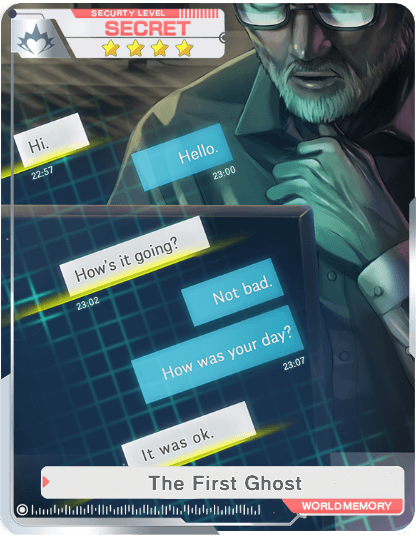 SECURTY LEVEL
SECRET
Hi.
22:57
Hello.
23:00
How's it going?
23:02
Not bad.
How was your day?
23:07
It was ok.
The First Ghost
WORLD MEMORY